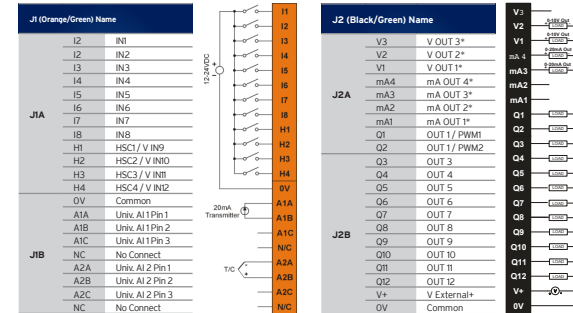 J1 (Orange/Green) Name
I2 IN1
I2 IN2
I3 IN3
I4 IN4
I5 IN5
I6 IN6
I7 IN7
I8 IN8
H1 HSC1 / V IN9
H2 HSC2 / V IN10
H3 HSC3 / V IN11
H4 HSC4 / V IN12
J1A
0V Common
A1A Univ. AI 1 Pin 1
A1B Univ. AI 1 Pin 2
A1C Univ. AI 1 Pin 3
NC No Connect
A2A Univ. AI 2 Pin 1
A2B Univ. AI 2 Pin 2
A2C Univ. AI 2 Pin 3
NC No Connect
J1B
12-24VDC
+
-
20mA
Transmitter
T/C
-
+
I1
I2
I3
I4
I5
I6
I7
I8
H1
H2
H3
H4
0V
A1A
A1B
A1C
N/C
A2A
A2B
A2C
N/C
J2 (Black/Green) Name
V3 V OUT 3*
V2 V OUT 2*
V1 V OUT 1*
mA4 mA OUT 4*
mA3 mA OUT 3*
mA2 mA OUT 2*
mA1 mA OUT 1*
Q1 OUT 1 / PWM1
Q2 OUT 1 / PWM2
J2A
Q3 OUT 3
Q4 OUT 4
Q5 OUT 5
Q6 OUT 6
Q7 OUT 7
Q8 OUT 8
Q9 OUT 9
Q10 OUT 10
Q11 OUT 11
Q12 OUT 12
V+ V External+
0V Common
J2B
V3
V2 0-10V Out LOAD
V1 0-10V Out LOAD
mA 4 0-20mA Out LOAD
mA3 0-20mA Out LOAD
mA2
mA1
Q1 LOAD
Q2 LOAD
Q3 LOAD
Q4 LOAD
Q5 LOAD
Q6 LOAD
Q7 LOAD
Q8 LOAD
Q9 LOAD
Q10 LOAD
Q11 LOAD
Q12 LOAD
V+
0V